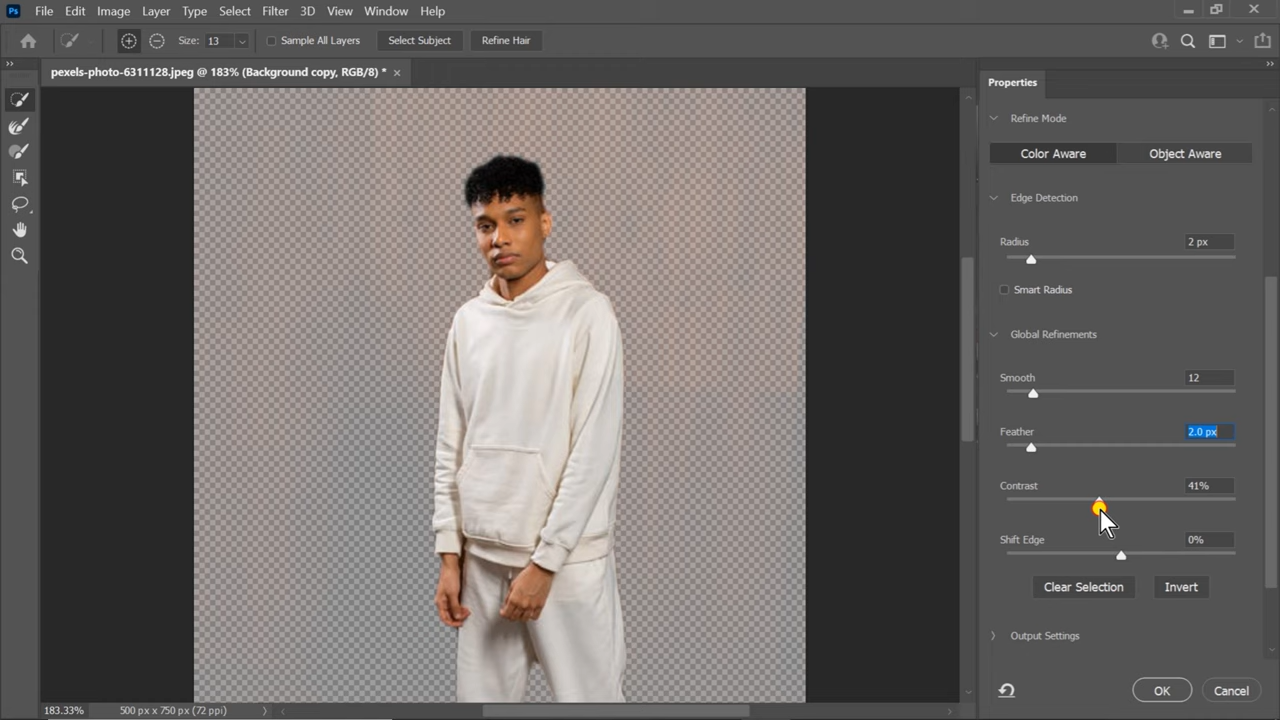 Ps File Edit Image Layer Type Select Filter 3D View Window Help
Size: 13 Sample All Layers Select Subject Refine Hair
pexels-photo-6311128.jpeg @ 183% (Background copy, RGB/8) *
Properties
Refine Mode
Color Aware Object Aware
Edge Detection
Radius 2 px
Smart Radius
Global Refinements
Smooth 12
Feather 2.0 px
Contrast 41%
Shift Edge 0%
Clear Selection Invert
Output Settings
OK Cancel
183.33% 500 px x 750 px (72 ppi)